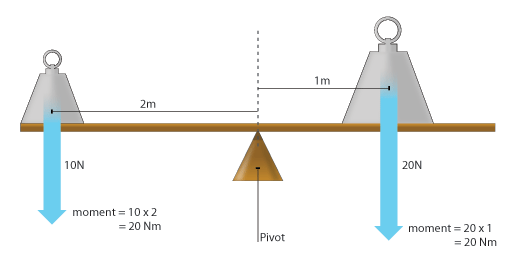 1m
2m
10N
20N
moment = 10 x 2
= 20 Nm
moment = 20 x 1
= 20 Nm
Pivot